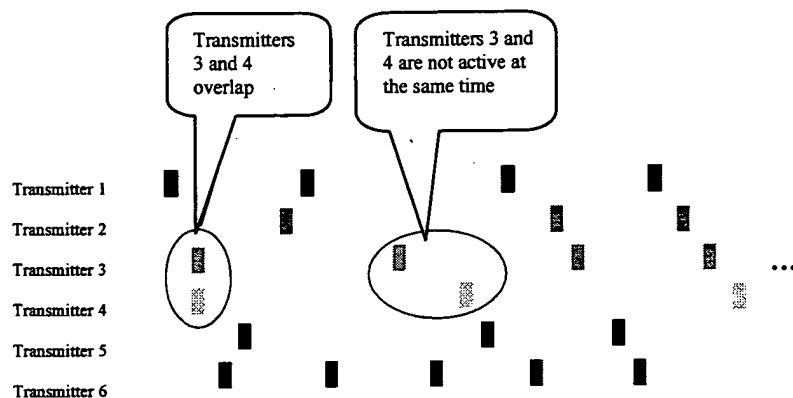 Transmitters
3 and 4
overlap
Transmitters 3 and
4 are not active at
the same time
Transmitter 1
Transmitter 2
Transmitter 3
Transmitter 4
Transmitter 5
Transmitter 6
...